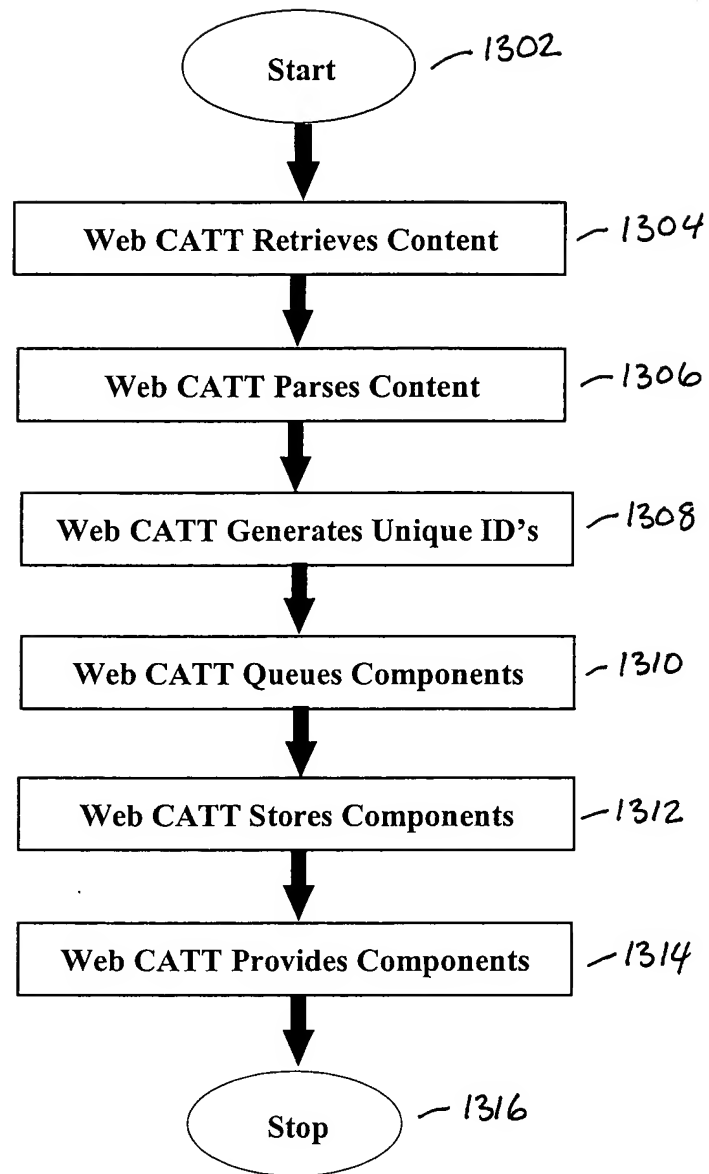 Start 1302
Web CATT Retrieves Content 1304
Web CATT Parses Content 1306
Web CATT Generates Unique ID's 1308
Web CATT Queues Components 1310
Web CATT Stores Components 1312
Web CATT Provides Components 1314
Stop 1316